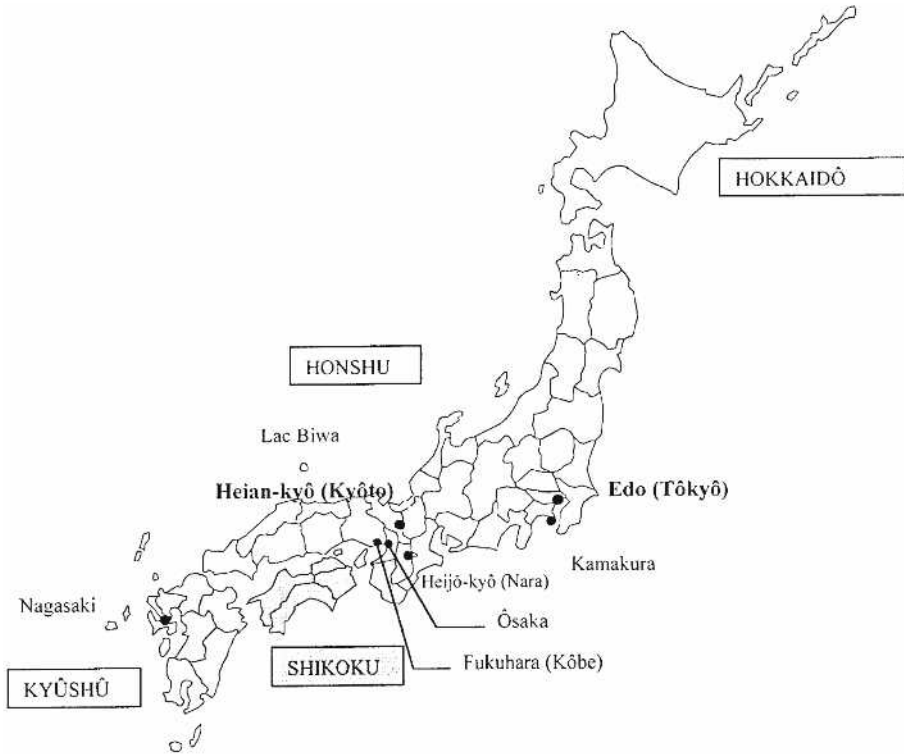 HOKKAIDÔ
HONSHU
Lac Biwa
Heian-kyô (Kyôto)
Edo (Tôkyô)
Kamakura
Heijô-kyô (Nara)
Nagasaki
Ôsaka
SHIKOKU
Fukuhara (Kôbe)
KYÛSHÛ